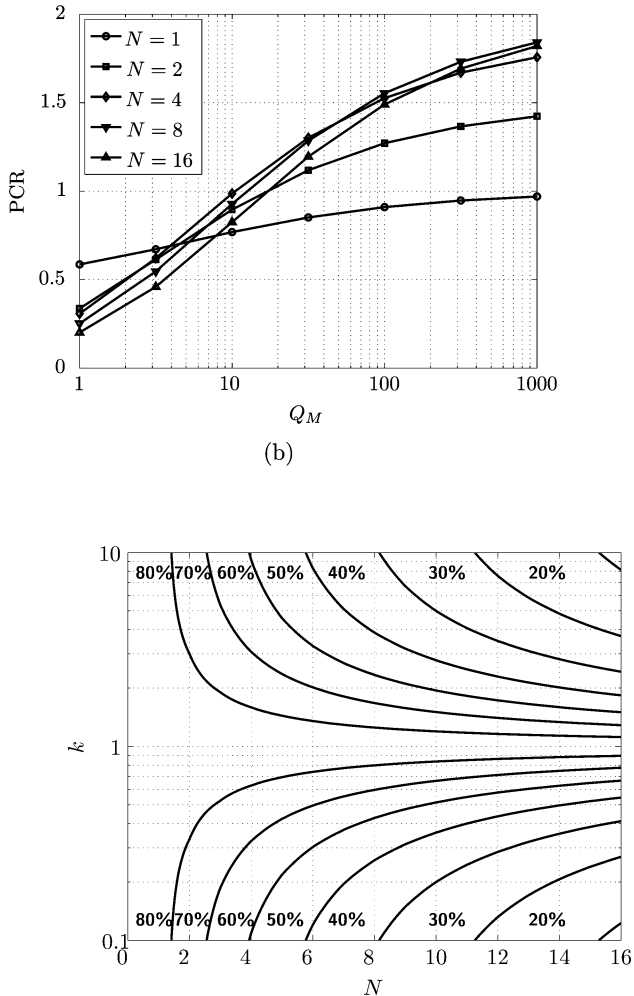 2
N = 1
N = 2
1.5
N = 4
N = 8
N = 16
PCR
1
0.5
0
1 10 100 1000
Q_M
(b)
10
80% 70% 60% 50% 40% 30% 20%
k
1
80% 70% 60% 50% 40% 30% 20%
0.1
0 2 4 6 8 10 12 14 16
N